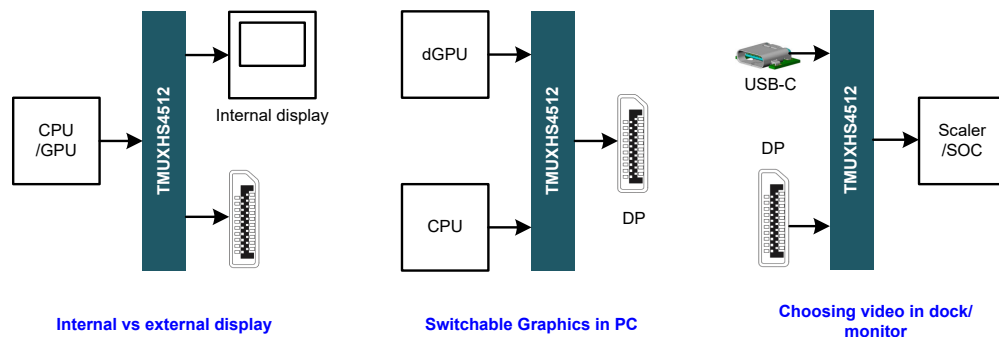 CPU
/GPU
TMUXHS4512
Internal display
Internal vs external display
dGPU
CPU
TMUXHS4512
DP
Switchable Graphics in PC
USB-C
DP
TMUXHS4512
Scaler
/SOC
Choosing video in dock/
monitor